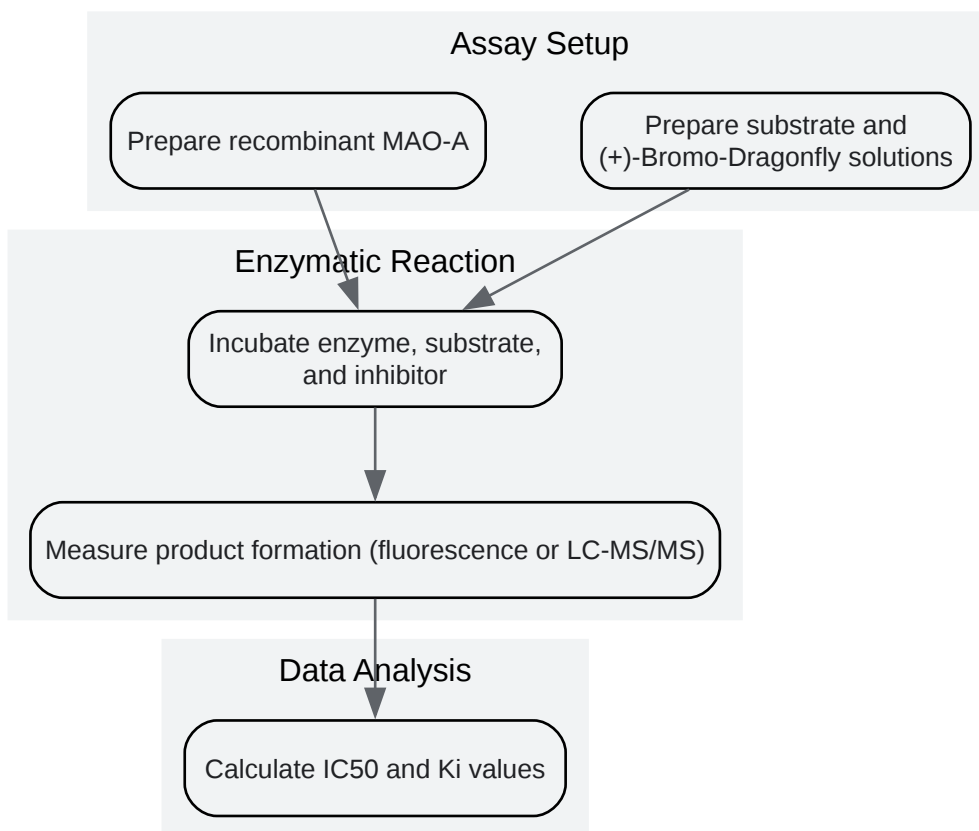 Assay Setup
Prepare recombinant MAO-A
Prepare substrate and
(+)-Bromo-Dragonfly solutions
Enzymatic Reaction
Incubate enzyme, substrate,
and inhibitor
Measure product formation (fluorescence or LC-MS/MS)
Data Analysis
Calculate IC50 and Ki values